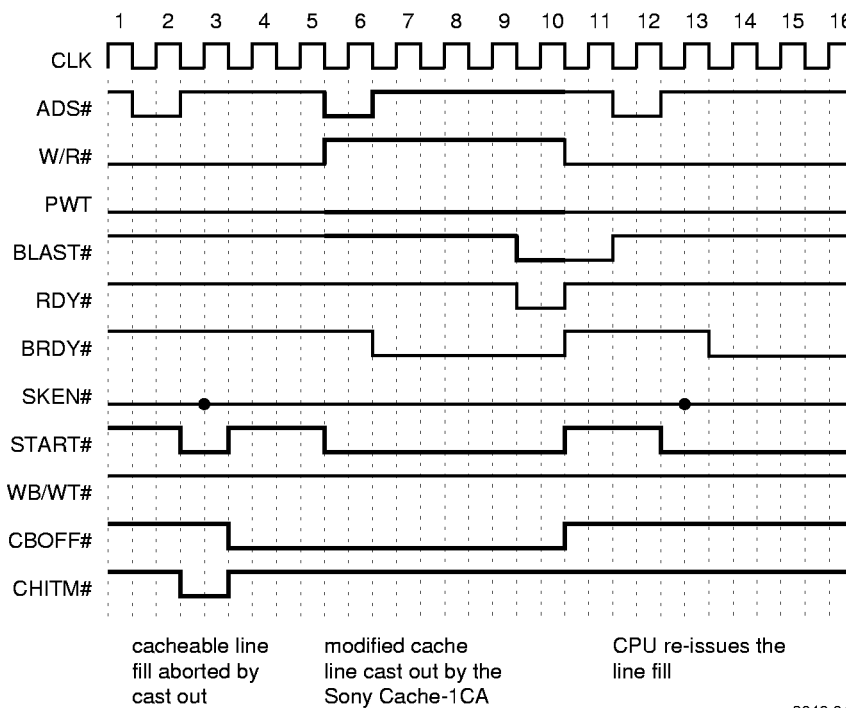 1 2 3 4 5 6 7 8 9 10 11 12 13 14 15 16
CLK
ADS#
W/R#
PWT
BLAST#
RDY#
BRDY#
SKEN#
START#
WB/WT#
CBOFF#
CHITM#
cacheable line
fill aborted by
cast out
modified cache
line cast out by the
Sony Cache-1CA
CPU re-issues the
line fill